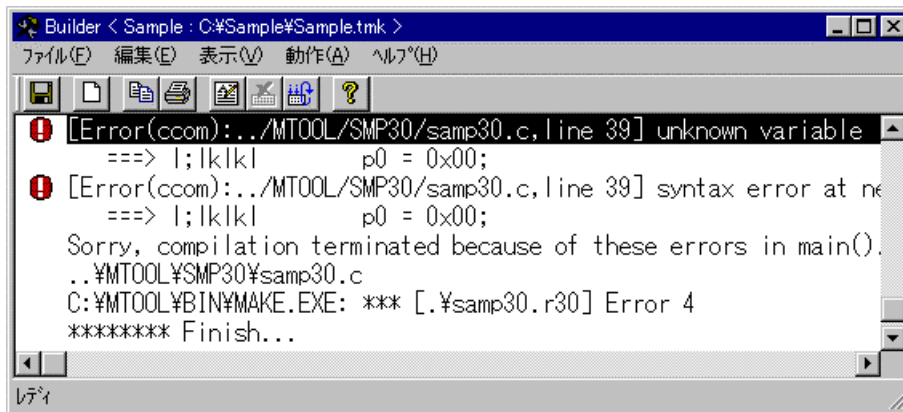 Builder < Sample : C:¥Sample¥Sample.tmk >
ﾌｧｲﾙ(F) 編集(E) 表示(V) 動作(A) ﾍﾙﾌﾟ(H)
[Error(ccom):../MTOOL/SMP30/samp30.c,line 39] unknown variable
===> l;lklkl p0 = 0x00;
[Error(ccom):../MTOOL/SMP30/samp30.c,line 39] syntax error at ne
===> l;lklkl p0 = 0x00;
Sorry, compilation terminated because of these errors in main().
..¥MTOOL¥SMP30¥samp30.c
C:¥MTOOL¥BIN¥MAKE.EXE: *** [.¥samp30.r30] Error 4
******** Finish...
ﾚﾃﾞｨ